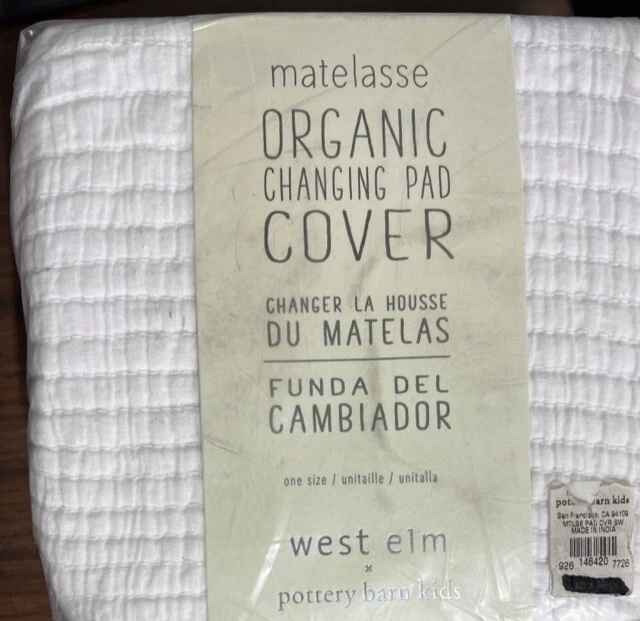 matelasse
ORGANIC
CHANGING PAD
COVER
CHANGER LA HOUSSE
DU MATELAS
FUNDA DEL
CAMBIADOR
one size / unitaille / unitalla
west elm
×
pottery barn kids
barn kids
San Francisco, CA 94109
MTLSE PAD CVR SW
MADE IN INDIA
926 146420 7726